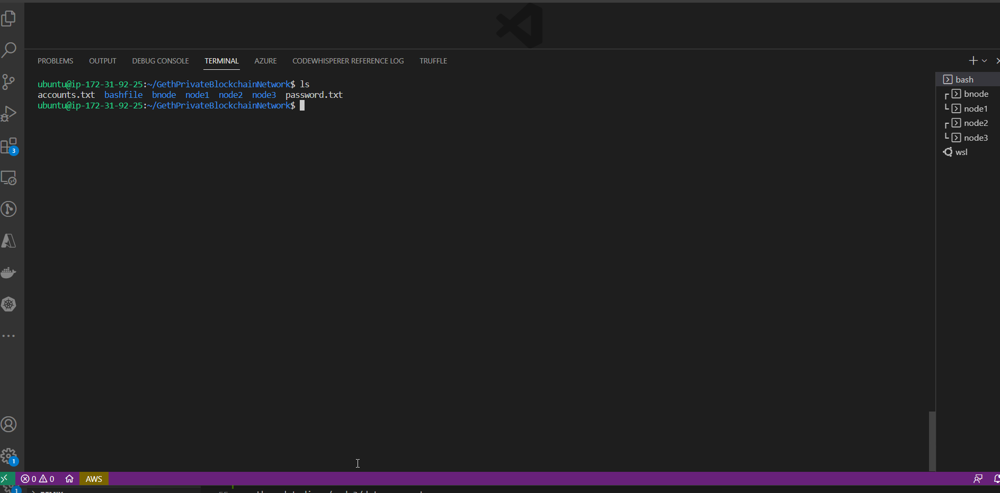 PROBLEMS OUTPUT DEBUG CONSOLE TERMINAL AZURE CODEWHISPERER REFERENCE LOG TRUFFLE
ubuntu@ip-172-31-92-25:~/GethPrivateBlockchainNetwork$ ls
accounts.txt bashfile bnode node1 node2 node3 password.txt
ubuntu@ip-172-31-92-25:~/GethPrivateBlockchainNetwork$
bash
bnode
node1
node2
node3
wsl
3
1
0 0 AWS
1